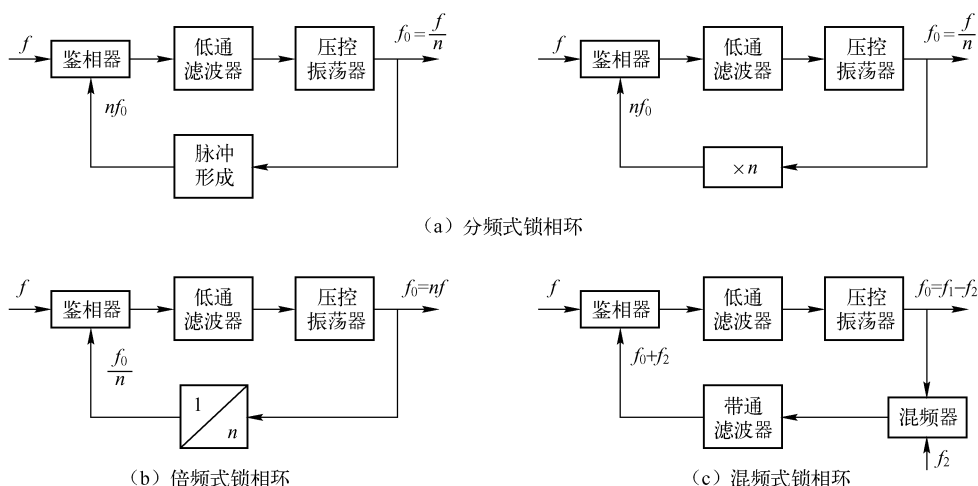 f
鉴相器
低通
滤波器
压控
振荡器
f₀=f/n
nf₀
脉冲
形成
f
鉴相器
低通
滤波器
压控
振荡器
f₀=f/n
nf₀
×n
（a）分频式锁相环
f
鉴相器
低通
滤波器
压控
振荡器
f₀=nf
f₀/n
1/n
（b）倍频式锁相环
f
鉴相器
低通
滤波器
压控
振荡器
f₀=f₁−f₂
f₀+f₂
带通
滤波器
混频器
f₂
（c）混频式锁相环